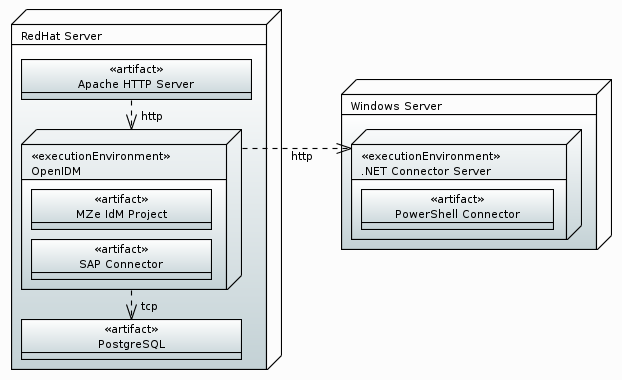 RedHat Server
«artifact»
Apache HTTP Server
http
«executionEnvironment»
OpenIDM
«artifact»
MZe IdM Project
«artifact»
SAP Connector
tcp
«artifact»
PostgreSQL
http
Windows Server
«executionEnvironment»
.NET Connector Server
«artifact»
PowerShell Connector